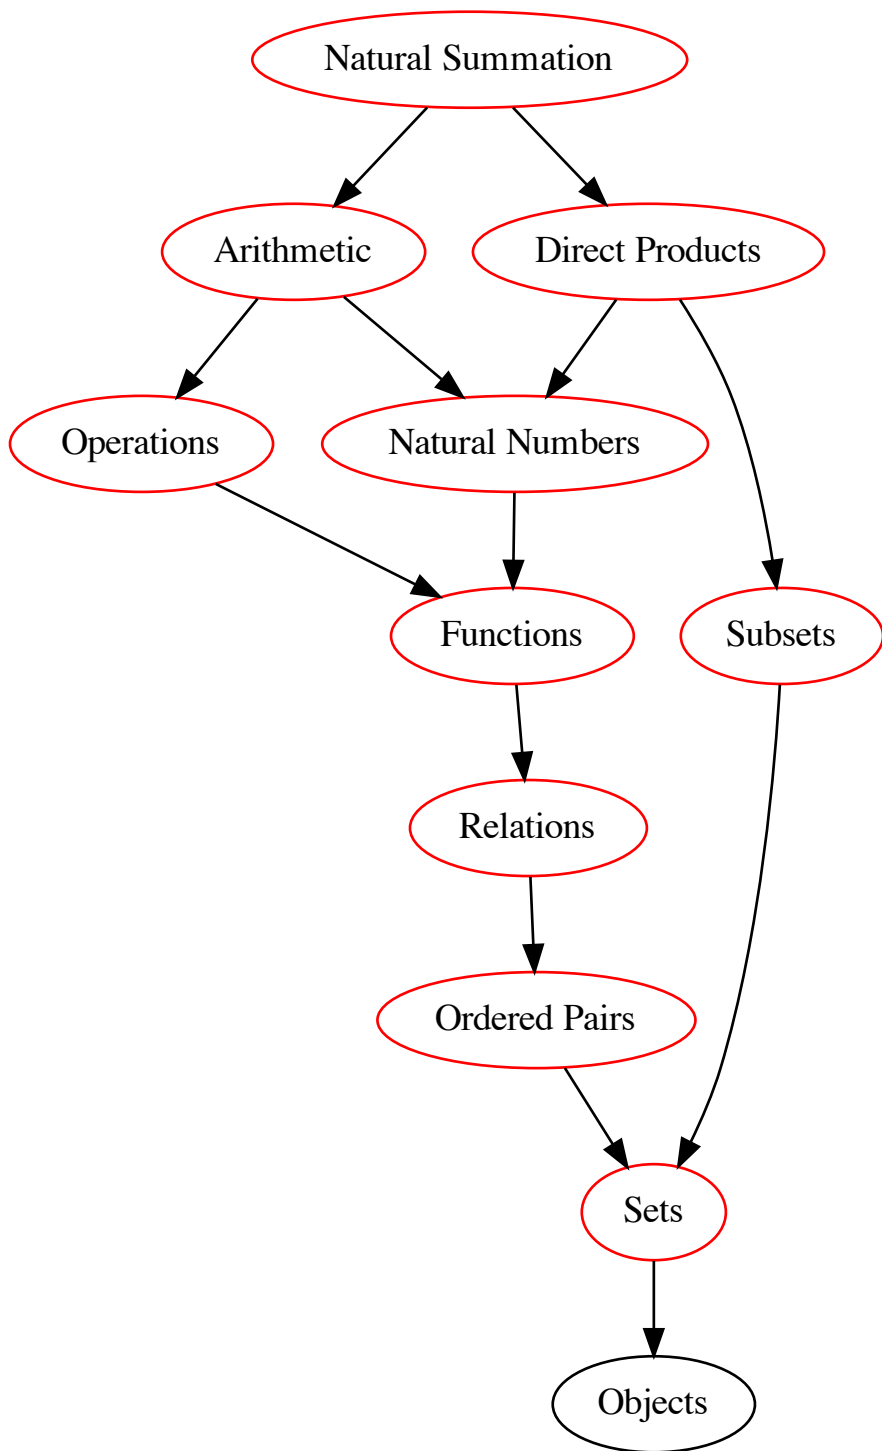 Natural Summation
Arithmetic
Direct Products
Operations
Natural Numbers
Functions
Subsets
Relations
Ordered Pairs
Sets
Objects